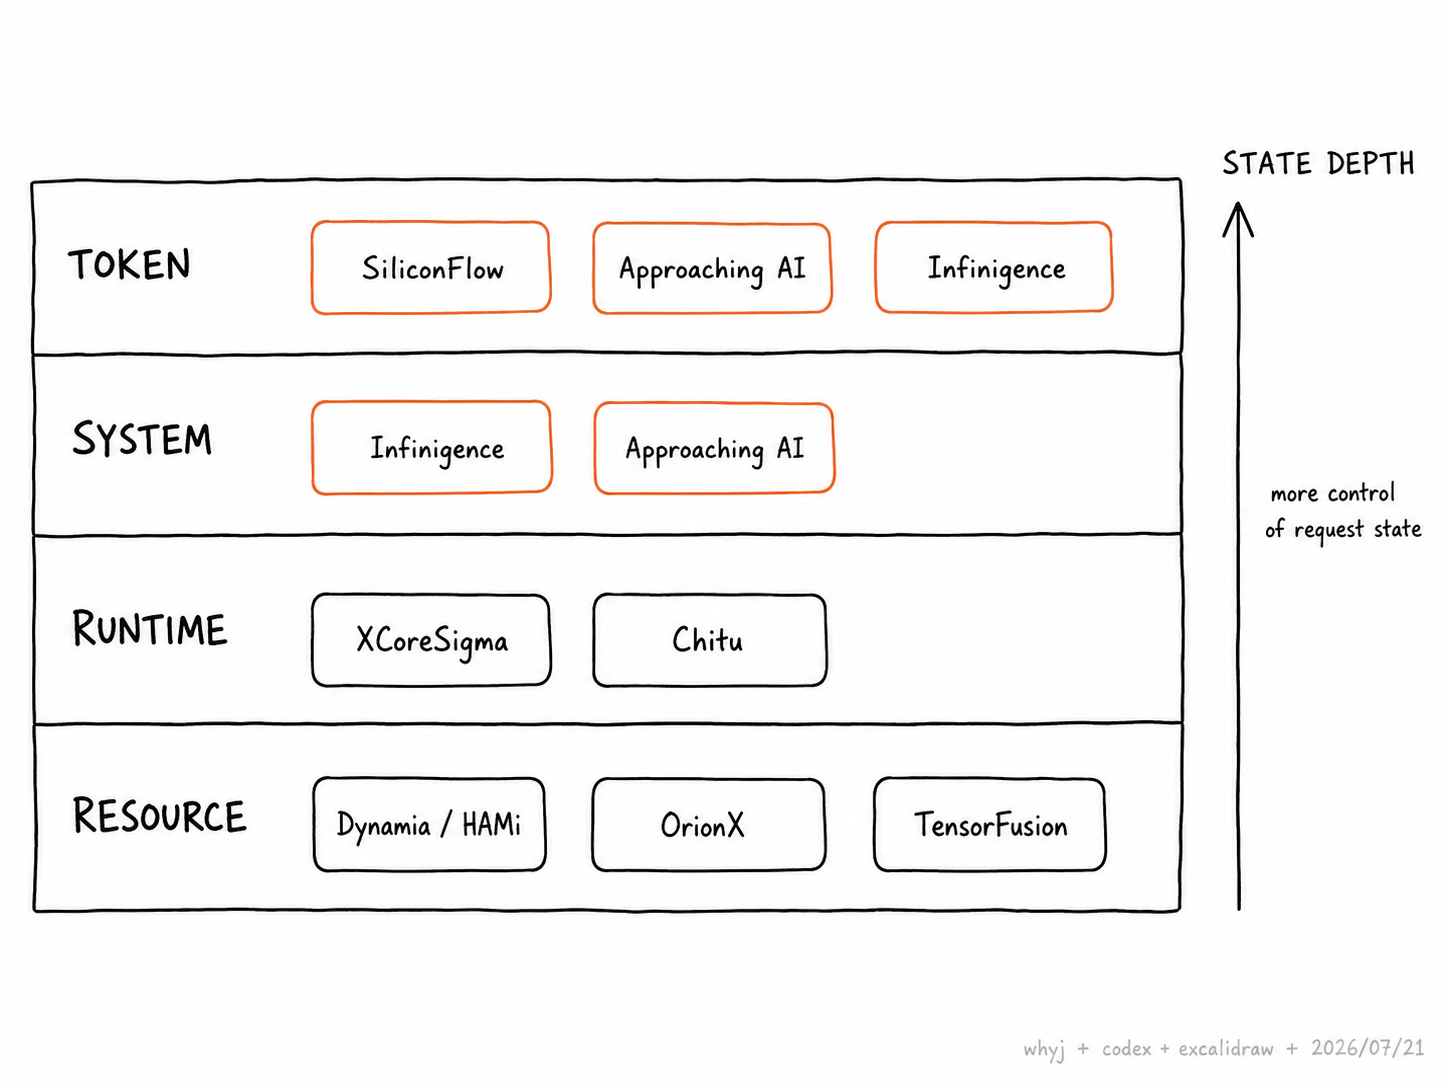 STATE DEPTH
TOKEN
SiliconFlow
Approaching AI
Infinigence
SYSTEM
Infinigence
Approaching AI
more control
of request state
RUNTIME
XCoreSigma
Chitu
RESOURCE
Dynamia / HAMi
OrionX
TensorFusion
whyj + codex + excalidraw + 2026/07/21